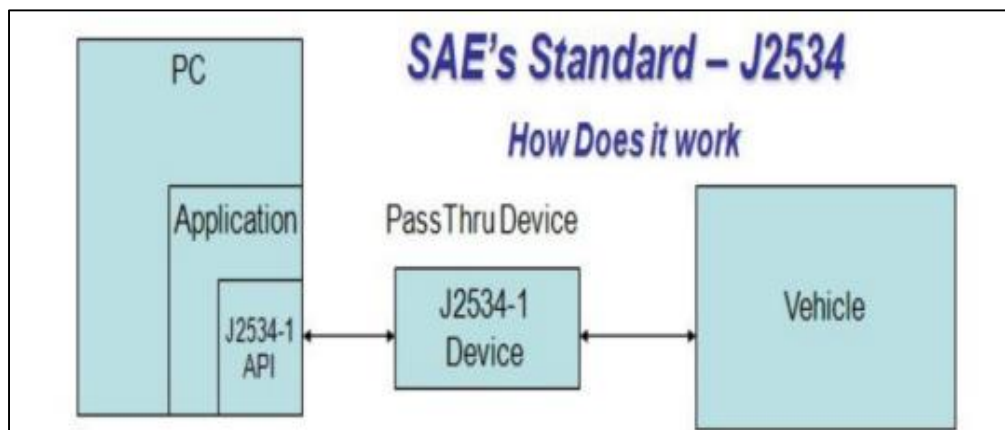 SAE's Standard – J2534
How Does it work
PC
Application
J2534-1
API
PassThru Device
J2534-1
Device
Vehicle